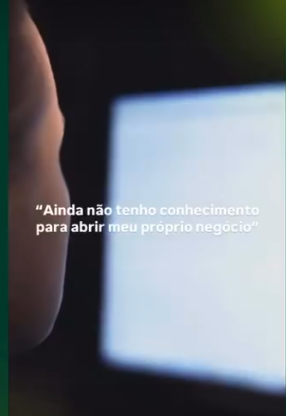 “Ainda não tenho conhecimento
para abrir meu próprio negócio”